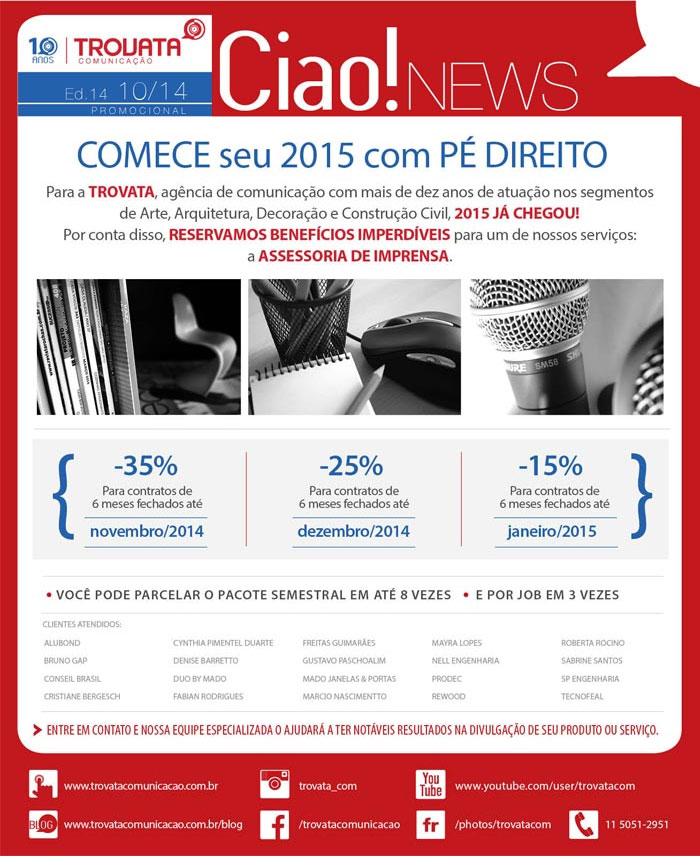 10 ANOS
TROVATA
COMUNICAÇÃO
Ed.14 10/14
PROMOCIONAL
Ciao! NEWS
COMECE seu 2015 com PÉ DIREITO
Para a TROVATA, agência de comunicação com mais de dez anos de atuação nos segmentos
de Arte, Arquitetura, Decoração e Construção Civil, 2015 JÁ CHEGOU!
Por conta disso, RESERVAMOS BENEFÍCIOS IMPERDÍVEIS para um de nossos serviços:
a ASSESSORIA DE IMPRENSA.
SHURE SM58
-35%
Para contratos de
6 meses fechados até
novembro/2014
-25%
Para contratos de
6 meses fechados até
dezembro/2014
-15%
Para contratos de
6 meses fechados até
janeiro/2015
• VOCÊ PODE PARCELAR O PACOTE SEMESTRAL EM ATÉ 8 VEZES • E POR JOB EM 3 VEZES
CLIENTES ATENDIDOS:
ALUBOND CYNTHIA PIMENTEL DUARTE FREITAS GUIMARÃES MAYRA LOPES ROBERTA ROCINO
BRUNO GAP DENISE BARRETTO GUSTAVO PASCHOALIM NELL ENGENHARIA SABRINE SANTOS
CONSEIL BRASIL DUO BY MADO MADO JANELAS & PORTAS PRODEC SP ENGENHARIA
CRISTIANE BERGESCH FABIAN RODRIGUES MARCIO NASCIMENTTO REWOOD TECNOFEAL
ENTRE EM CONTATO E NOSSA EQUIPE ESPECIALIZADA O AJUDARÁ A TER NOTÁVEIS RESULTADOS NA DIVULGAÇÃO DE SEU PRODUTO OU SERVIÇO.
www.trovatacomunicacao.com.br trovata_com You Tube www.youtube.com/user/trovatacom
BLOG www.trovatacomunicacao.com.br/blog f /trovatacomunicacao fr /photos/trovatacom 11 5051-2951